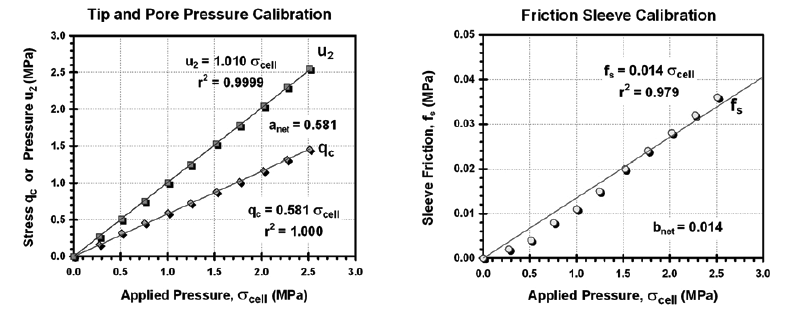 Tip and Pore Pressure Calibration
Stress qc or Pressure u2 (MPa)
3.0
2.5
2.0
1.5
1.0
0.5
0.0
u2 = 1.010 σcell
r² = 0.9999
u2
anet = 0.581
qc
qc = 0.581 σcell
r² = 1.000
0.0 0.5 1.0 1.5 2.0 2.5 3.0
Applied Pressure, σcell (MPa)
Friction Sleeve Calibration
Sleeve Friction, fs (MPa)
0.05
0.04
0.03
0.02
0.01
0.00
fs = 0.014 σcell
r² = 0.979
fs
bnet = 0.014
0.0 0.5 1.0 1.5 2.0 2.5 3.0
Applied Pressure, σcell (MPa)